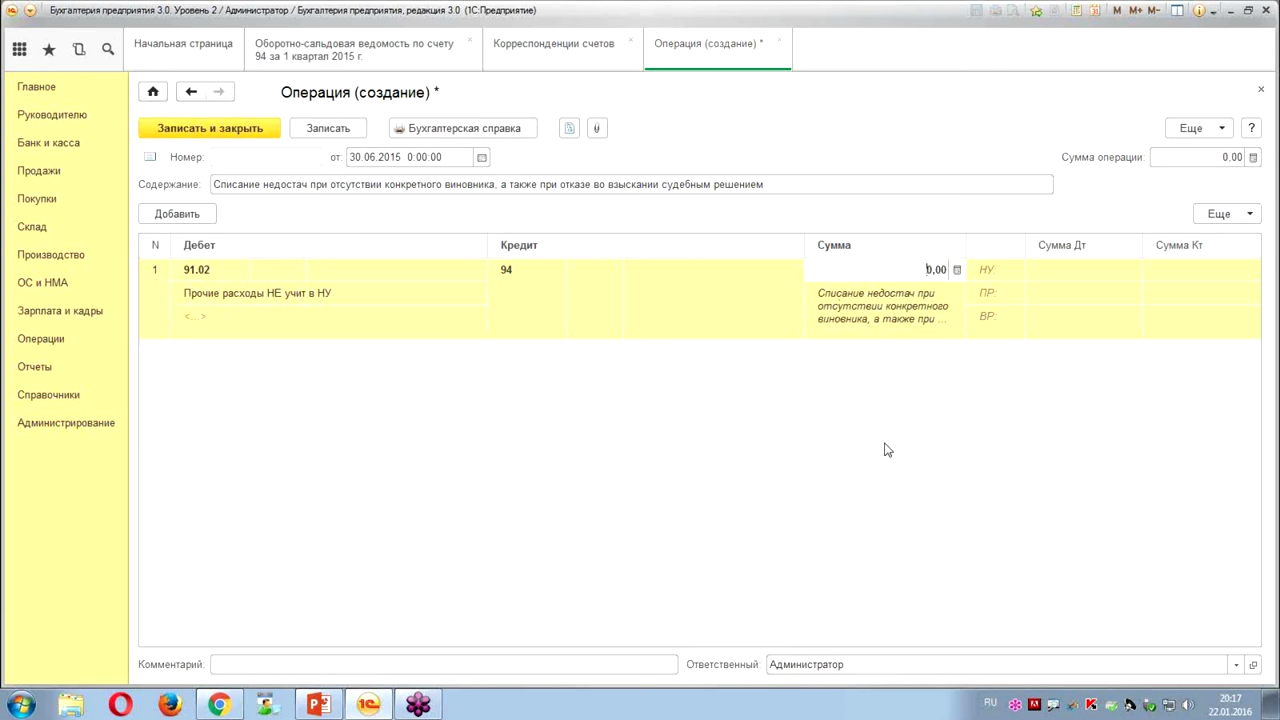 Бухгалтерия предприятия 3.0. Уровень 2 / Администратор / Бухгалтерия предприятия, редакция 3.0 (1С:Предприятие)
M M+ M-
Начальная страница
Оборотно-сальдовая ведомость по счету 94 за 1 квартал 2015 г.
Корреспонденции счетов
Операция (создание) *
Главное
Руководителю
Банк и касса
Продажи
Покупки
Склад
Производство
ОС и НМА
Зарплата и кадры
Операции
Отчеты
Справочники
Администрирование
Операция (создание) *
Записать и закрыть
Записать
Бухгалтерская справка
Еще
?
Номер:
от: 30.06.2015 0:00:00
Сумма операции: 0,00
Содержание: Списание недостач при отсутствии конкретного виновника, а также при отказе во взыскании судебным решением
Добавить
Еще
N Дебет Кредит Сумма Сумма Дт Сумма Кт
1 91.02 94 0,00 НУ:
Прочие расходы НЕ учит в НУ
<...>
Списание недостач при
отсутствии конкретного
виновника, а также при ...
ПР:
ВР:
Комментарий:
Ответственный: Администратор
RU
20:17
22.01.2016